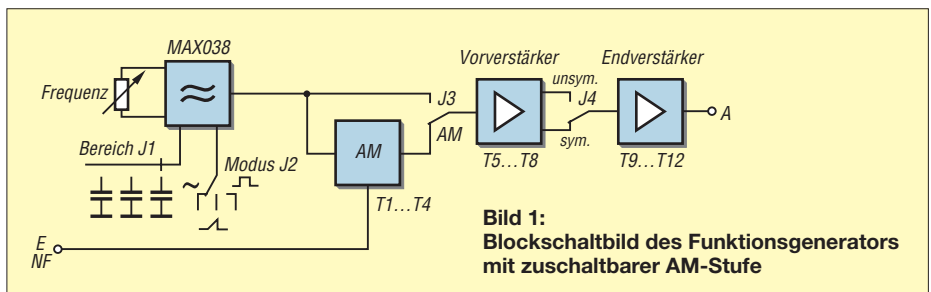 MAX038
Frequenz
Bereich J1
Modus J2
AM
T1…T4
J3
AM
Vorverstärker
unsym.
J4
sym.
T5…T8
Endverstärker
A
T9…T12
E
NF
Bild 1:
Blockschaltbild des Funktionsgenerators
mit zuschaltbarer AM-Stufe